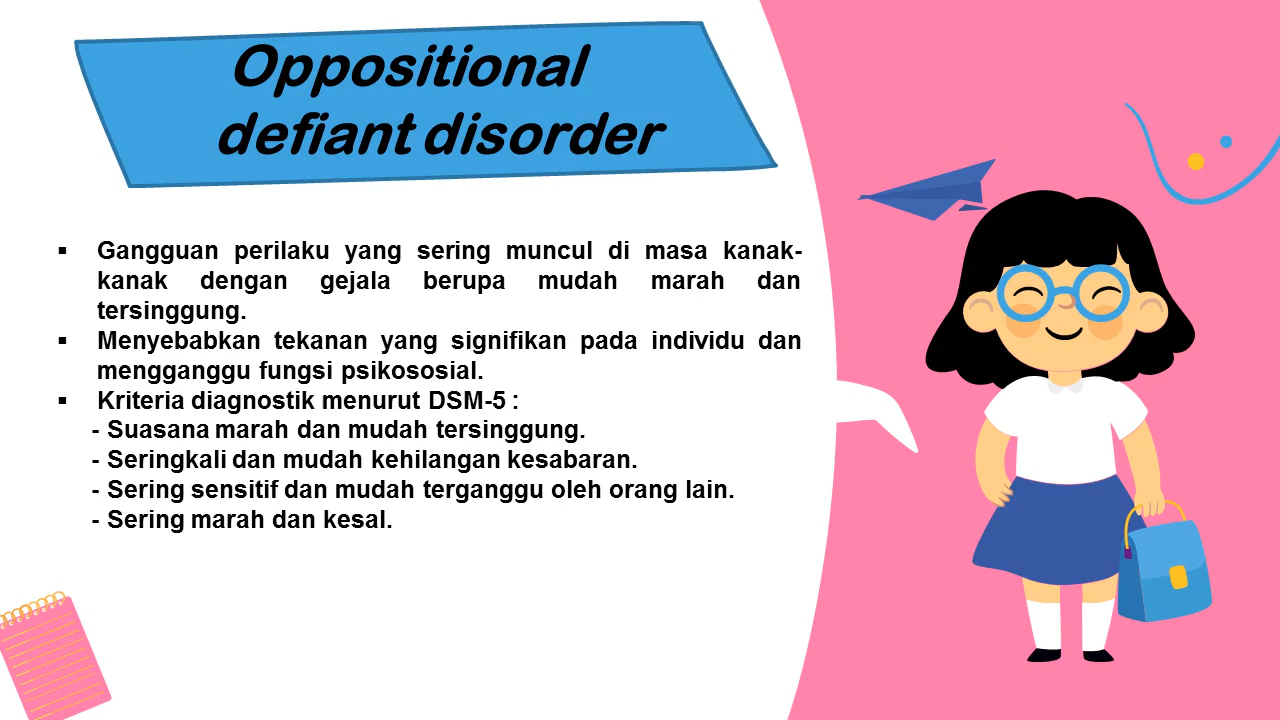 Oppositional
defiant disorder
▪ Gangguan perilaku yang sering muncul di masa kanak-
kanak dengan gejala berupa mudah marah dan
tersinggung.
▪ Menyebabkan tekanan yang signifikan pada individu dan
mengganggu fungsi psikososial.
▪ Kriteria diagnostik menurut DSM-5 :
- Suasana marah dan mudah tersinggung.
- Seringkali dan mudah kehilangan kesabaran.
- Sering sensitif dan mudah terganggu oleh orang lain.
- Sering marah dan kesal.